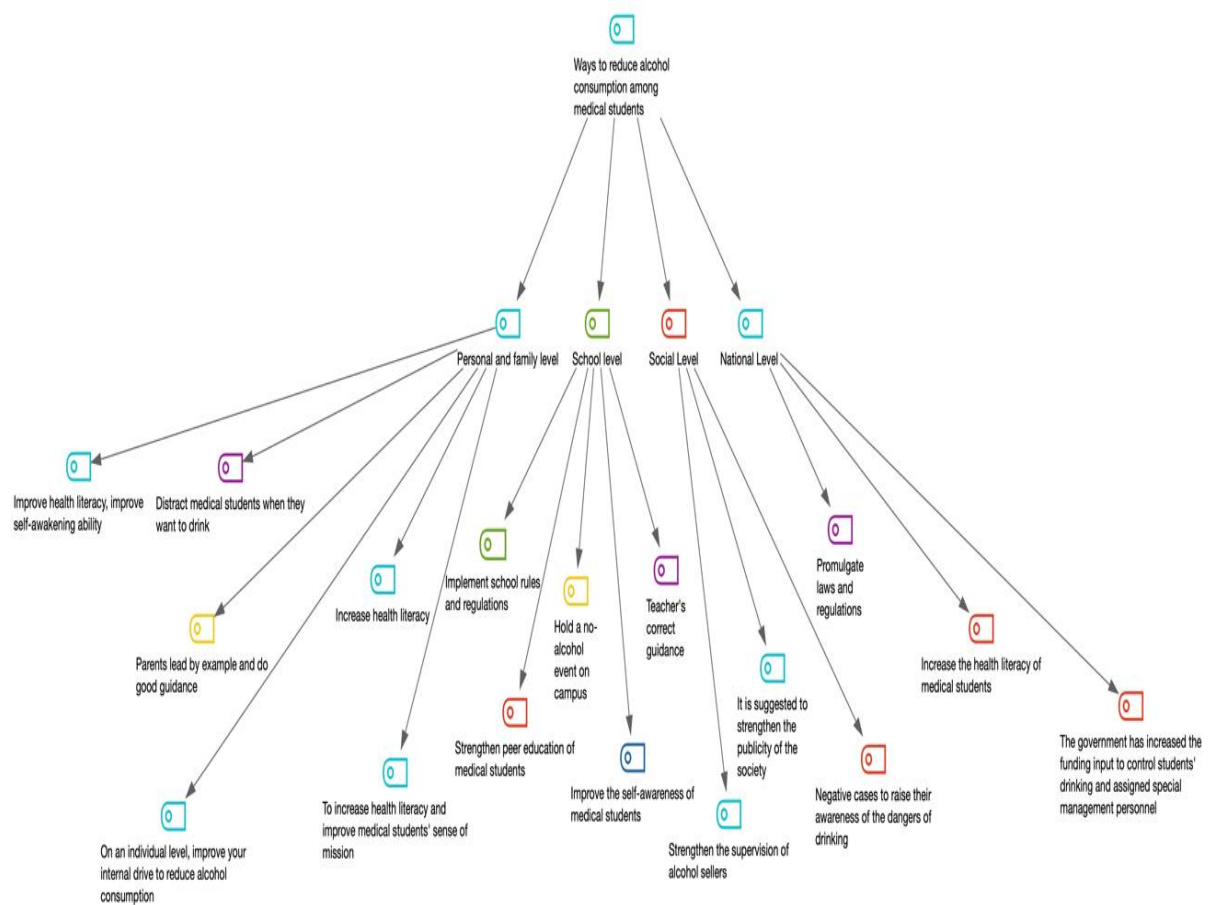 Ways to reduce alcohol
consumption among
medical students
Personal and family level
School level
Social Level
National Level
Improve health literacy, improve
self-awakening ability
Distract medical students when they
want to drink
Parents lead by example and do
good guidance
On an individual level, improve your
internal drive to reduce alcohol
consumption
Increase health literacy
To increase health literacy and
improve medical students' sense of
mission
Implement school rules
and regulations
Strengthen peer education of
medical students
Hold a no-
alcohol
event on
campus
Improve the self-awareness of
medical students
Teacher's
correct
guidance
Strengthen the supervision of
alcohol sellers
It is suggested to
strengthen the
publicity of the
society
Negative cases to raise their
awareness of the dangers of
drinking
Promulgate
laws and
regulations
Increase the health literacy of
medical students
The government has increased the
funding input to control students'
drinking and assigned special
management personnel